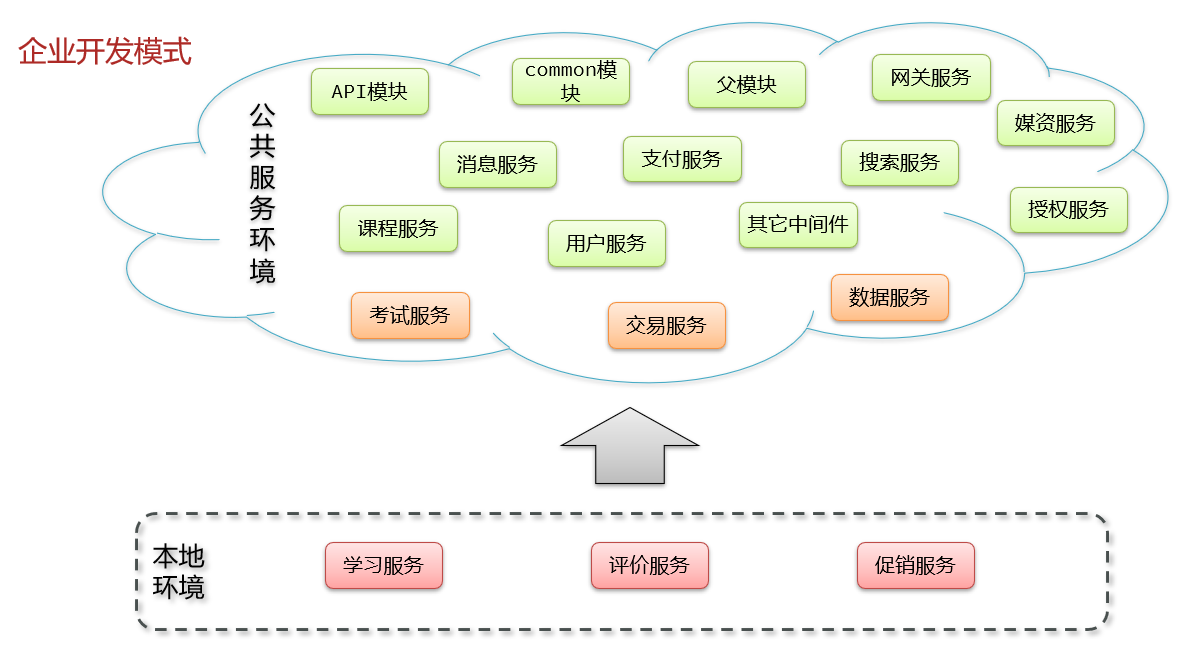 企业开发模式
公
共
服
务
环
境
API模块
common模
块
父模块
网关服务
媒资服务
消息服务
支付服务
搜索服务
授权服务
课程服务
用户服务
其它中间件
考试服务
交易服务
数据服务
本地
环境
学习服务
评价服务
促销服务